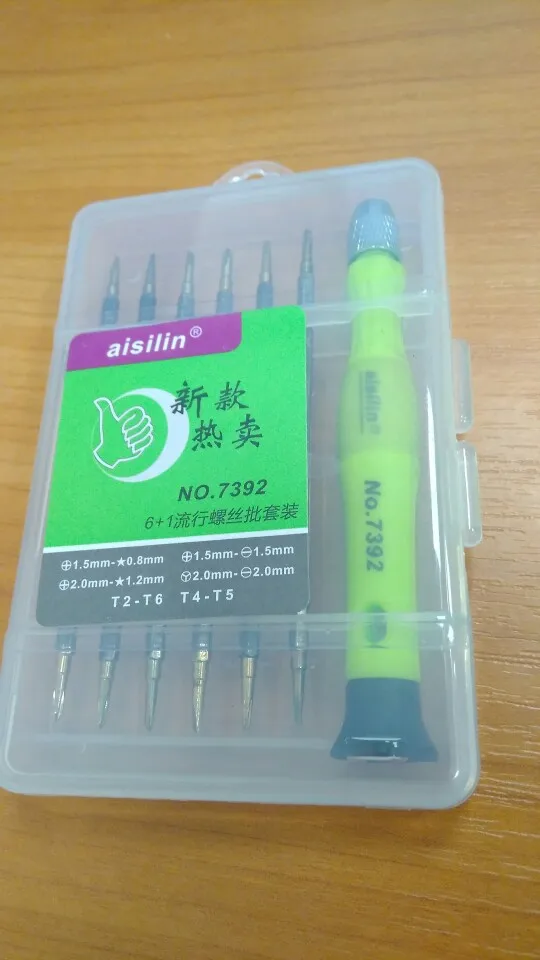 aisilin®
新款
热卖
NO.7392
6+1流行螺丝批套装
⊕1.5mm-★0.8mm ⊕1.5mm-⊖1.5mm
⊕2.0mm-★1.2mm Ⓨ2.0mm-⊖2.0mm
T2-T6 T4-T5
aisilin®
No.7392